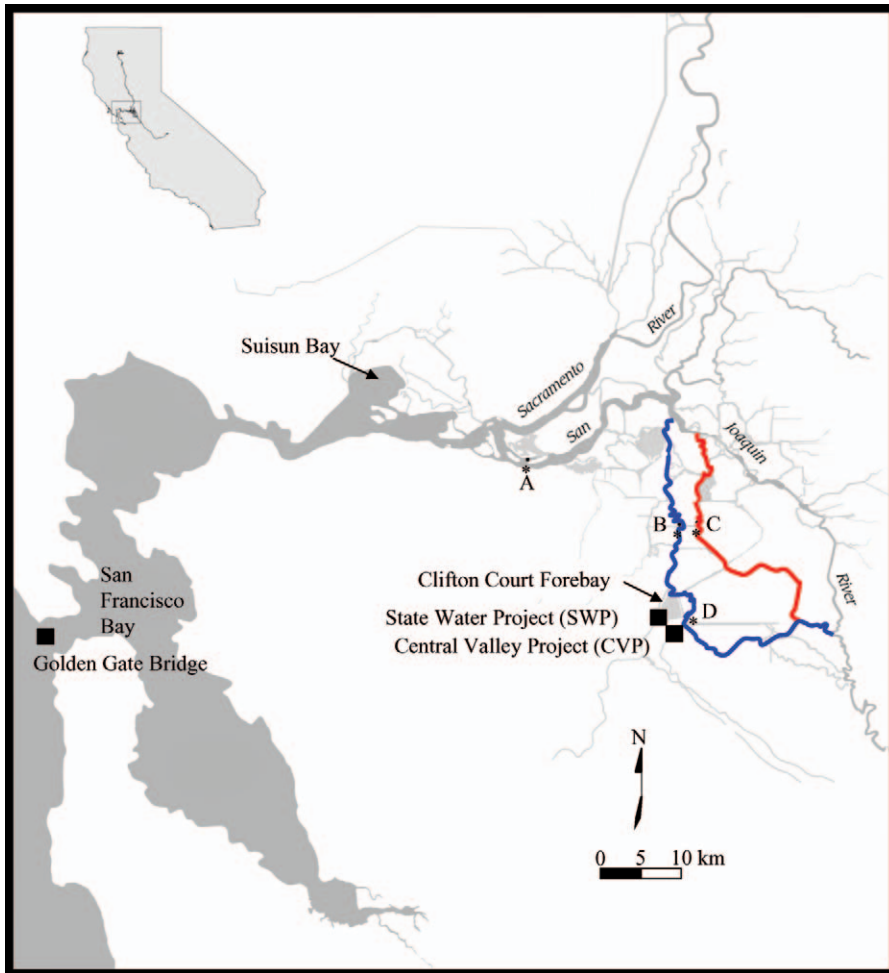 Suisun Bay
Sacramento
River
San
Joaquin
River
*
A
B
*
C
*
Clifton Court Forebay
D
*
State Water Project (SWP)
Central Valley Project (CVP)
San
Francisco
Bay
Golden Gate Bridge
N
0 5 10 km